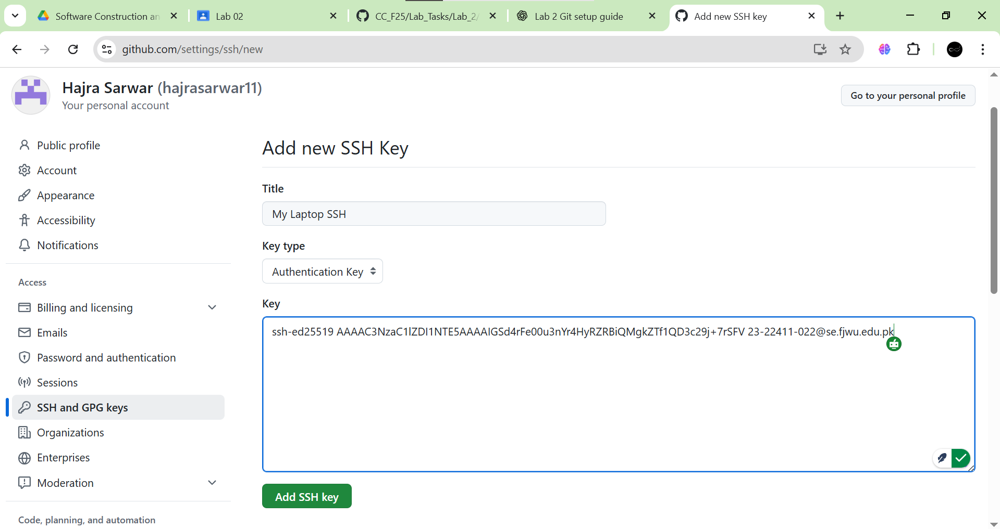 Software Construction an
Lab 02
CC_F25/Lab_Tasks/Lab_2/
Lab 2 Git setup guide
Add new SSH key
github.com/settings/ssh/new
Hajra Sarwar (hajrasarwar11)
Your personal account
Go to your personal profile
Public profile
Account
Appearance
Accessibility
Notifications
Access
Billing and licensing
Emails
Password and authentication
Sessions
SSH and GPG keys
Organizations
Enterprises
Moderation
Code, planning, and automation
Add new SSH Key
Title
My Laptop SSH
Key type
Authentication Key
Key
ssh-ed25519 AAAAC3NzaC1lZDI1NTE5AAAAIGSd4rFe00u3nYr4HyRZRBiQMgkZTf1QD3c29j+7rSFV 23-22411-022@se.fjwu.edu.pk
Add SSH key